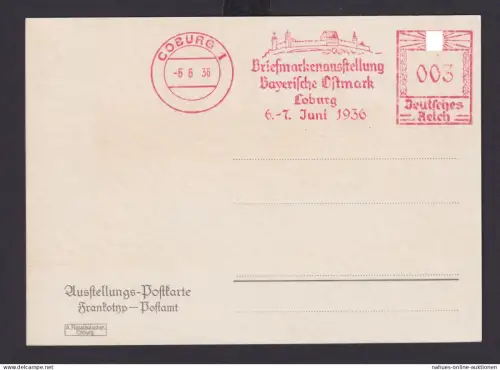 COBURG 1
-6 6 36
Briefmarkenausstellung
Bayerische Ostmark
Coburg
6.-7. Juni 1936
003
Deutsches
Reich
Ausstellungs-Postkarte
Frankotyp—Postamt
Coburg
nahues-online-auktionen